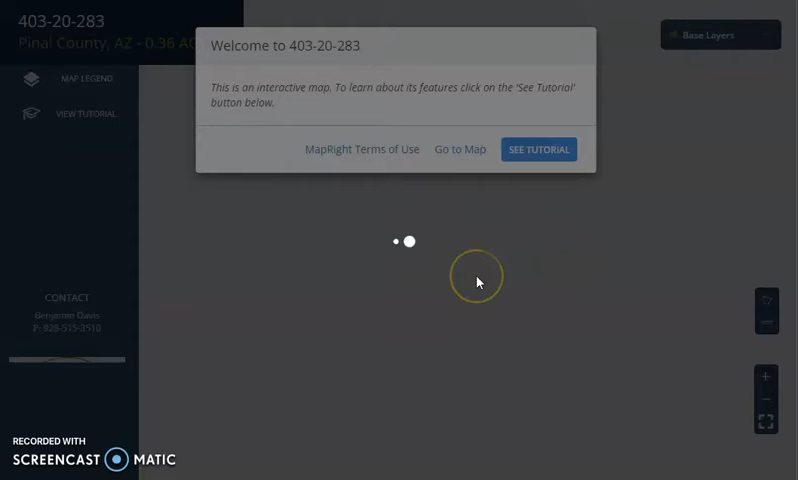 403-20-283
Pinal County, AZ - 0.36 AC
MAP LEGEND
VIEW TUTORIAL
Welcome to 403-20-283
This is an interactive map. To learn about its features click on the 'See Tutorial'
button below.
MapRight Terms of Use
Go to Map
SEE TUTORIAL
Base Layers
CONTACT
Benjamin Davis
P: 928-515-3510
RECORDED WITH
SCREENCAST MATIC